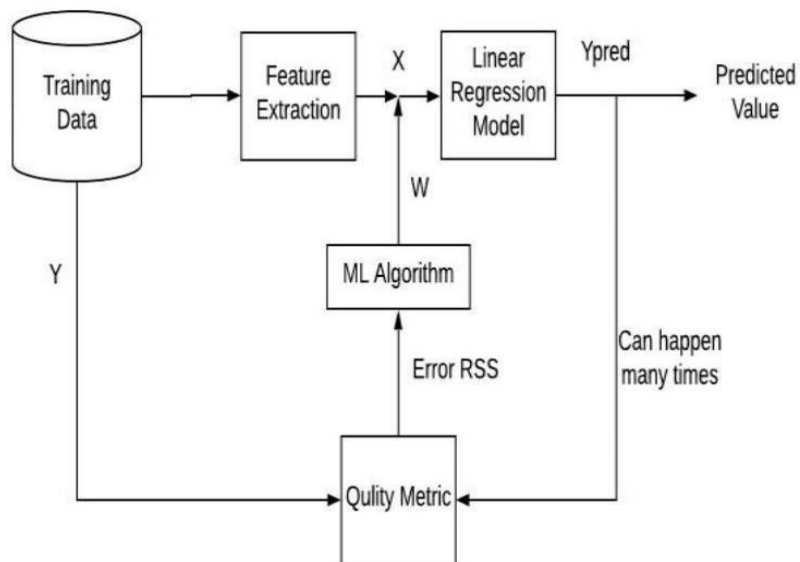 Training
Data
Feature
Extraction
X
Linear
Regression
Model
Ypred
Predicted
Value
W
Y
ML Algorithm
Can happen
many times
Error RSS
Qulity Metric